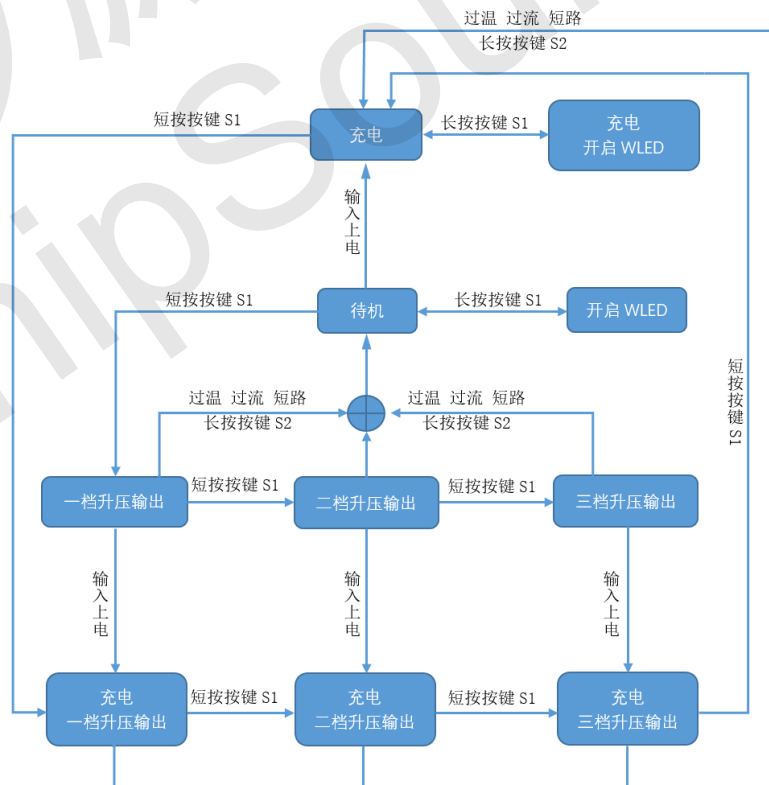 过温 过流 短路
长按按键 S2
短按按键 S1
充电
长按按键 S1
充电
开启 WLED
输入上电
短按按键 S1
待机
长按按键 S1
开启 WLED
短按按键 S1
过温 过流 短路
长按按键 S2
过温 过流 短路
长按按键 S2
一档升压输出
短按按键 S1
二档升压输出
短按按键 S1
三档升压输出
输入上电
输入上电
输入上电
充电
一档升压输出
短按按键 S1
充电
二档升压输出
短按按键 S1
充电
三档升压输出